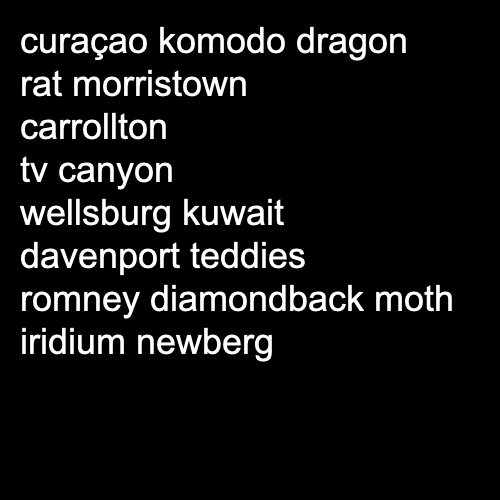 curaçao komodo dragon
rat morristown
carrollton
tv canyon
wellsburg kuwait
davenport teddies
romney diamondback moth
iridium newberg